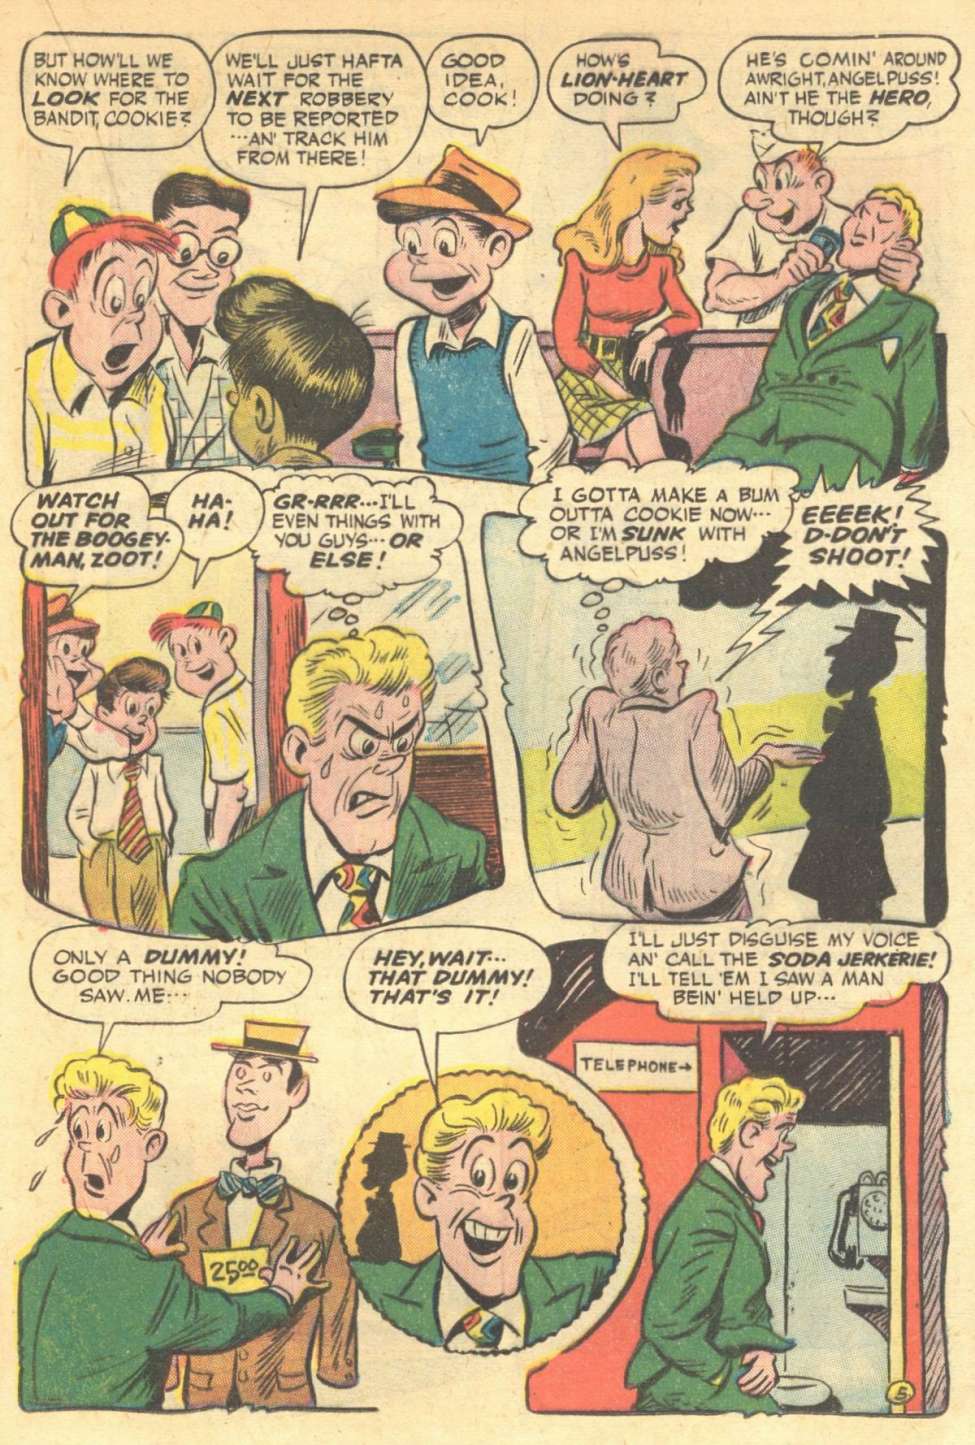 BUT HOW'LL WE
KNOW WHERE TO
LOOK FOR THE
BANDIT, COOKIE?
WE'LL JUST HAFTA
WAIT FOR THE
NEXT ROBBERY
TO BE REPORTED
...AN' TRACK HIM
FROM THERE!
GOOD
IDEA,
COOK!
HOW'S
LION-HEART
DOING?
HE'S COMIN' AROUND
AWRIGHT, ANGELPUSS!
AIN'T HE THE HERO,
THOUGH?
WATCH
OUT FOR
THE BOOGEY-
MAN, ZOOT!
HA-
HA!
GR-RRR...I'LL
EVEN THINGS WITH
YOU GUYS...OR
ELSE!
I GOTTA MAKE A BUM
OUTTA COOKIE NOW...
OR I'M SUNK WITH
ANGELPUSS!
EEEEK!
D-DON'T
SHOOT!
ONLY A DUMMY!
GOOD THING NOBODY
SAW ME...
2500
HEY, WAIT...
THAT DUMMY!
THAT'S IT!
I'LL JUST DISGUISE MY VOICE
AN' CALL THE SODA JERKERIE!
I'LL TELL 'EM I SAW A MAN
BEIN' HELD UP...
TELEPHONE→
5